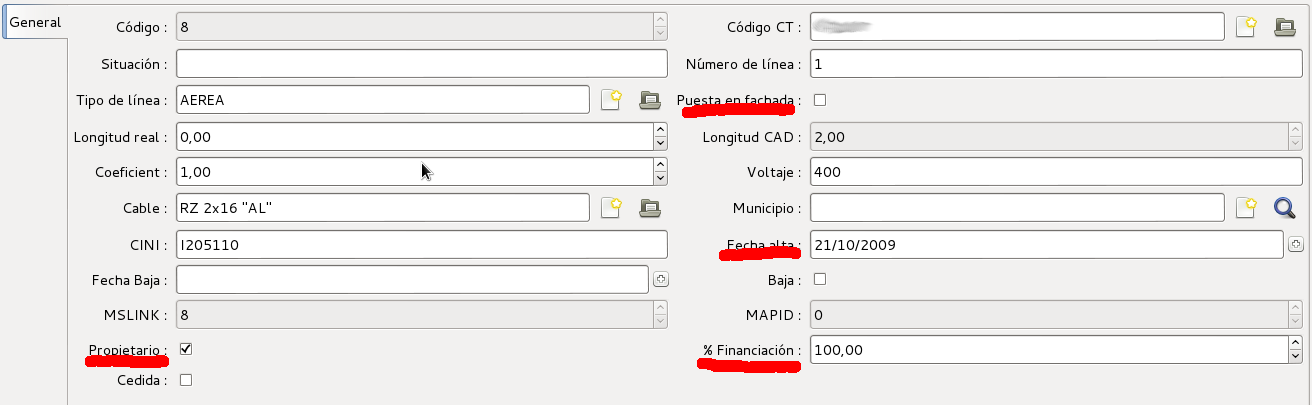 General
Código : 8 Código CT :
Situación : Número de línea : 1
Tipo de línea : AEREA Puesta en fachada :
Longitud real : 0,00 Longitud CAD : 2,00
Coeficient : 1,00 Voltaje : 400
Cable : RZ 2x16 "AL" Municipio :
CINI : I205110 Fecha alta : 21/10/2009
Fecha Baja : Baja :
MSLINK : 8 MAPID : 0
Propietario : % Financiación : 100,00
Cedida :